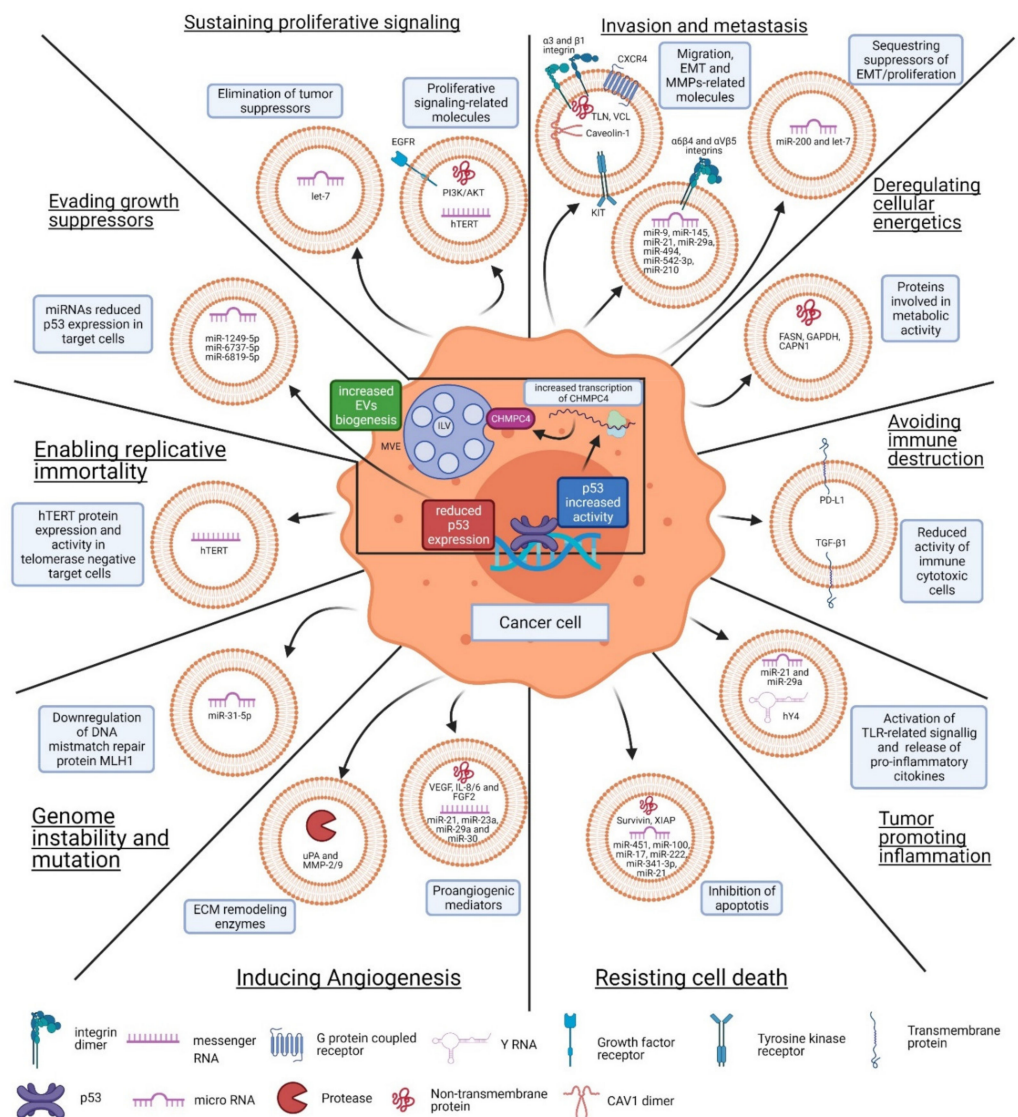 Sustaining proliferative signaling
Invasion and metastasis
Elimination of tumor
suppressors
Proliferative
signaling-related
molecules
EGFR
PI3K/AKT
hTERT
let-7
α3 and β1
integrin
CXCR4
TLN, VCL
Caveolin-1
KIT
Migration,
EMT and
MMPs-related
molecules
Sequestring
suppressors of
EMT/proliferation
miR-200 and let-7
α6β4 and αVβ5
integrins
miR-9, miR-145,
miR-21, miR-29a,
miR-494,
miR-542-3p,
miR-210
Evading growth
suppressors
miRNAs reduced
p53 expression in
target cells
miR-1249-5p
miR-6737-5p
miR-6819-5p
Deregulating
cellular
energetics
Proteins
involved in
metabolic
activity
FASN, GAPDH,
CAPN1
increased
EVs
biogenesis
ILV
MVE
CHMPC4
increased transcription
of CHMPC4
reduced
p53
expression
p53
increased
activity
Cancer cell
Enabling replicative
immortality
hTERT protein
expression and
activity in
telomerase negative
target cells
hTERT
Avoiding
immune
destruction
PD-L1
TGF-β1
Reduced
activity of
immune
cytotoxic
cells
miR-31-5p
Downregulation
of DNA
mistmatch repair
protein MLH1
Genome
instability and
mutation
miR-21 and
miR-29a
hY4
Activation of
TLR-related signallig
and release of
pro-inflammatory
citokines
Tumor
promoting
inflammation
uPA and
MMP-2/9
ECM remodeling
enzymes
VEGF, IL-8/6 and
FGF2
miR-21, miR-23a,
miR-29a and
miR-30
Proangiogenic
mediators
Survivin, XIAP
miR-451, miR-100,
miR-17, miR-222,
miR-341-3p,
miR-21
Inhibition of
apoptotis
Inducing Angiogenesis
Resisting cell death
integrin
dimer
messenger
RNA
G protein coupled
receptor
Y RNA
Growth factor
receptor
Tyrosine kinase
receptor
Transmembrane
protein
p53
micro RNA
Protease
Non-transmembrane
protein
CAV1 dimer